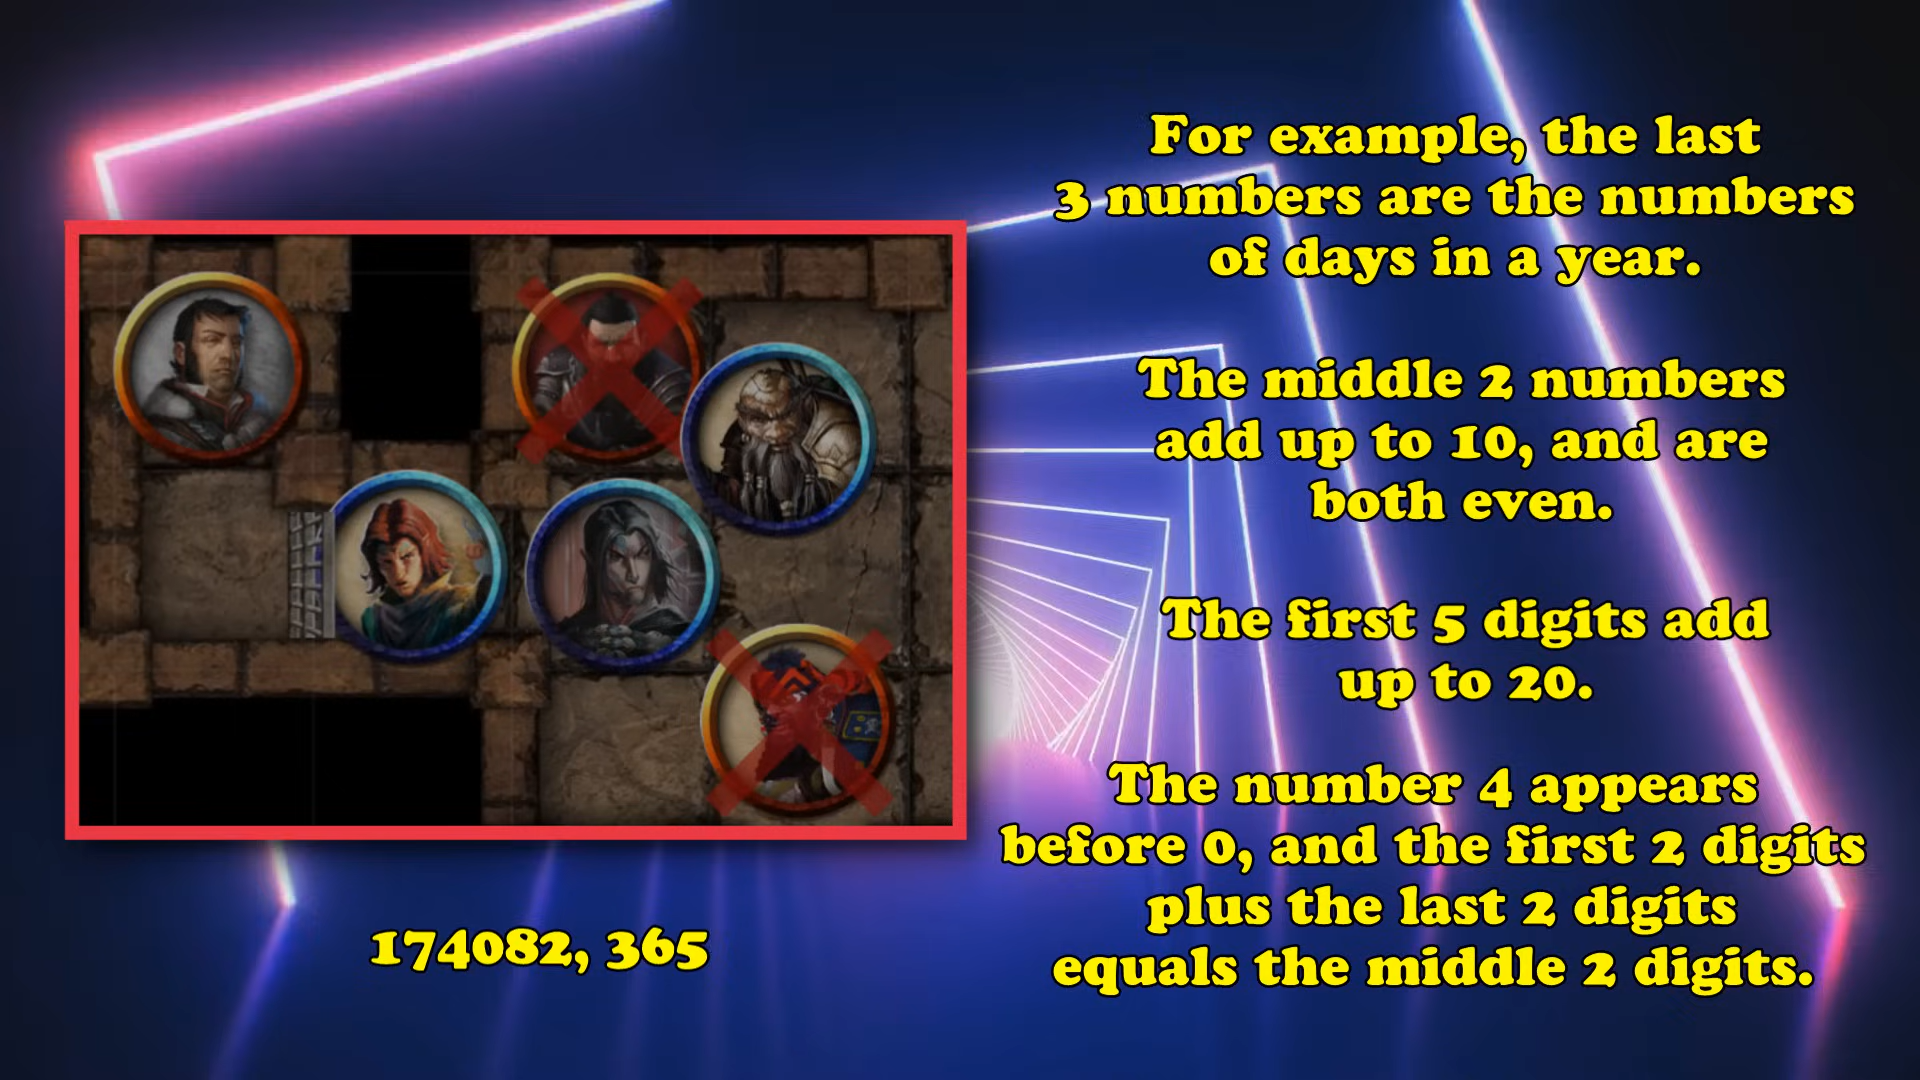 For example, the last
3 numbers are the numbers
of days in a year.
The middle 2 numbers
add up to 10, and are
both even.
The first 5 digits add
up to 20.
The number 4 appears
before 0, and the first 2 digits
plus the last 2 digits
equals the middle 2 digits.
174082, 365